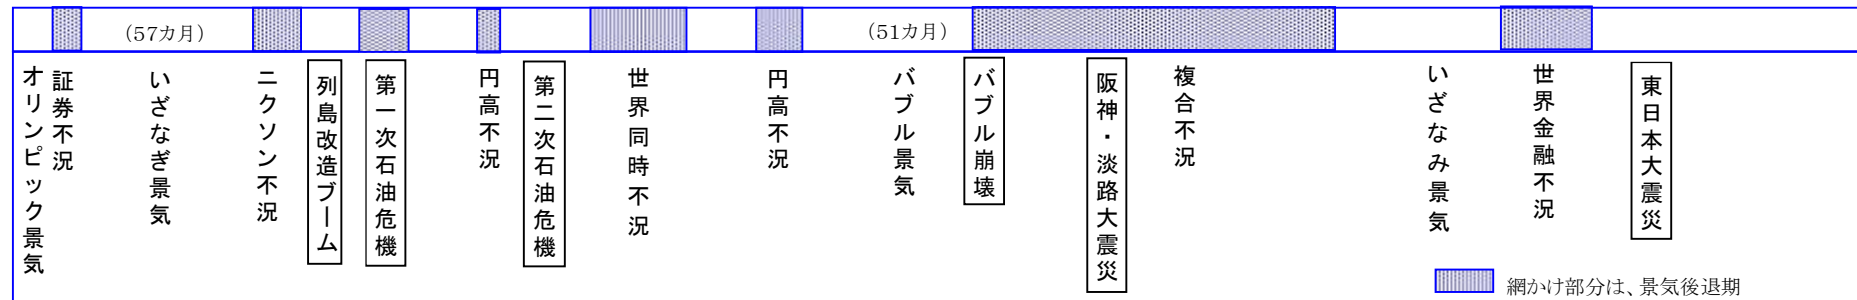 (57カ月)
(51カ月)
オリンピック景気
証券不況
いざなぎ景気
ニクソン不況
列島改造ブーム
第一次石油危機
円高不況
第二次石油危機
世界同時不況
円高不況
バブル景気
バブル崩壊
阪神・淡路大震災
複合不況
いざなみ景気
世界金融不況
東日本大震災
網かけ部分は、景気後退期